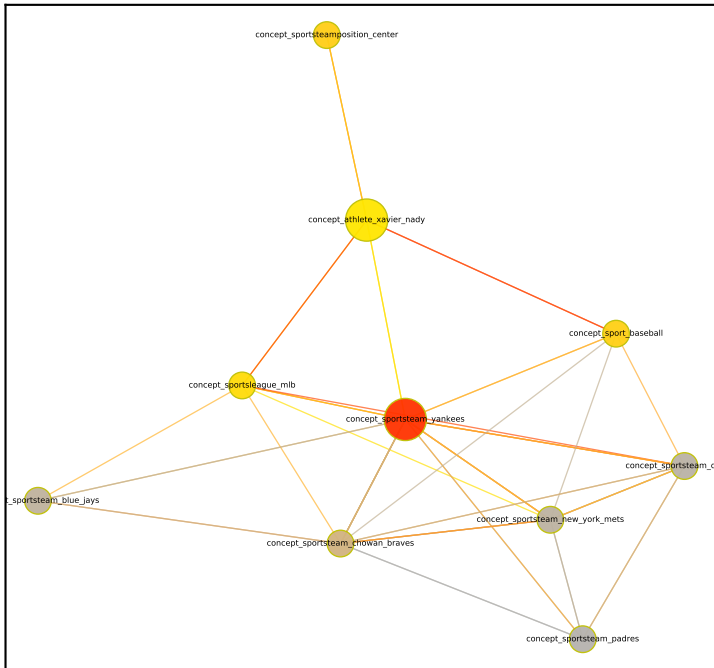 concept_sportsteamposition_center
concept_athlete_xavier_nady
concept_sport_baseball
concept_sportsleague_mlb
concept_sportsteam_yankees
concept_sportsteam_c
t_sportsteam_blue_jays
concept_sportsteam_new_york_mets
concept_sportsteam_chowan_braves
concept_sportsteam_padres